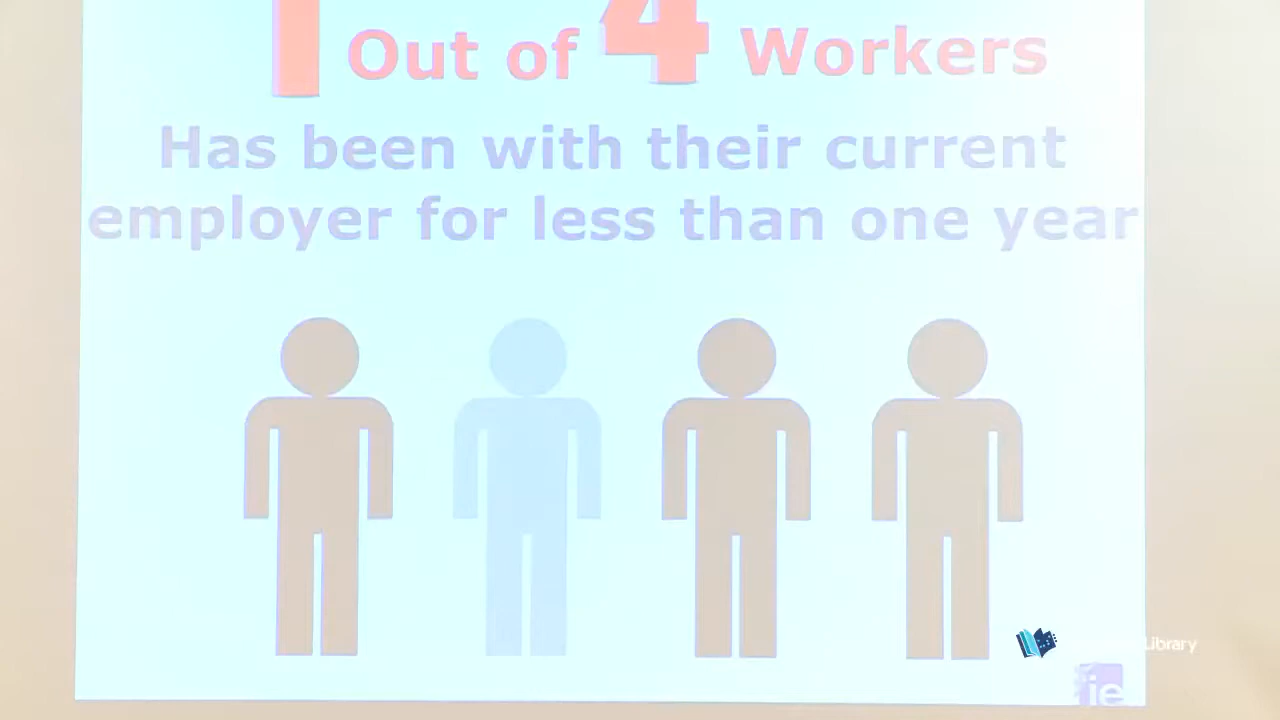 1 Out of 4 Workers
Has been with their current
employer for less than one year
Library
ie